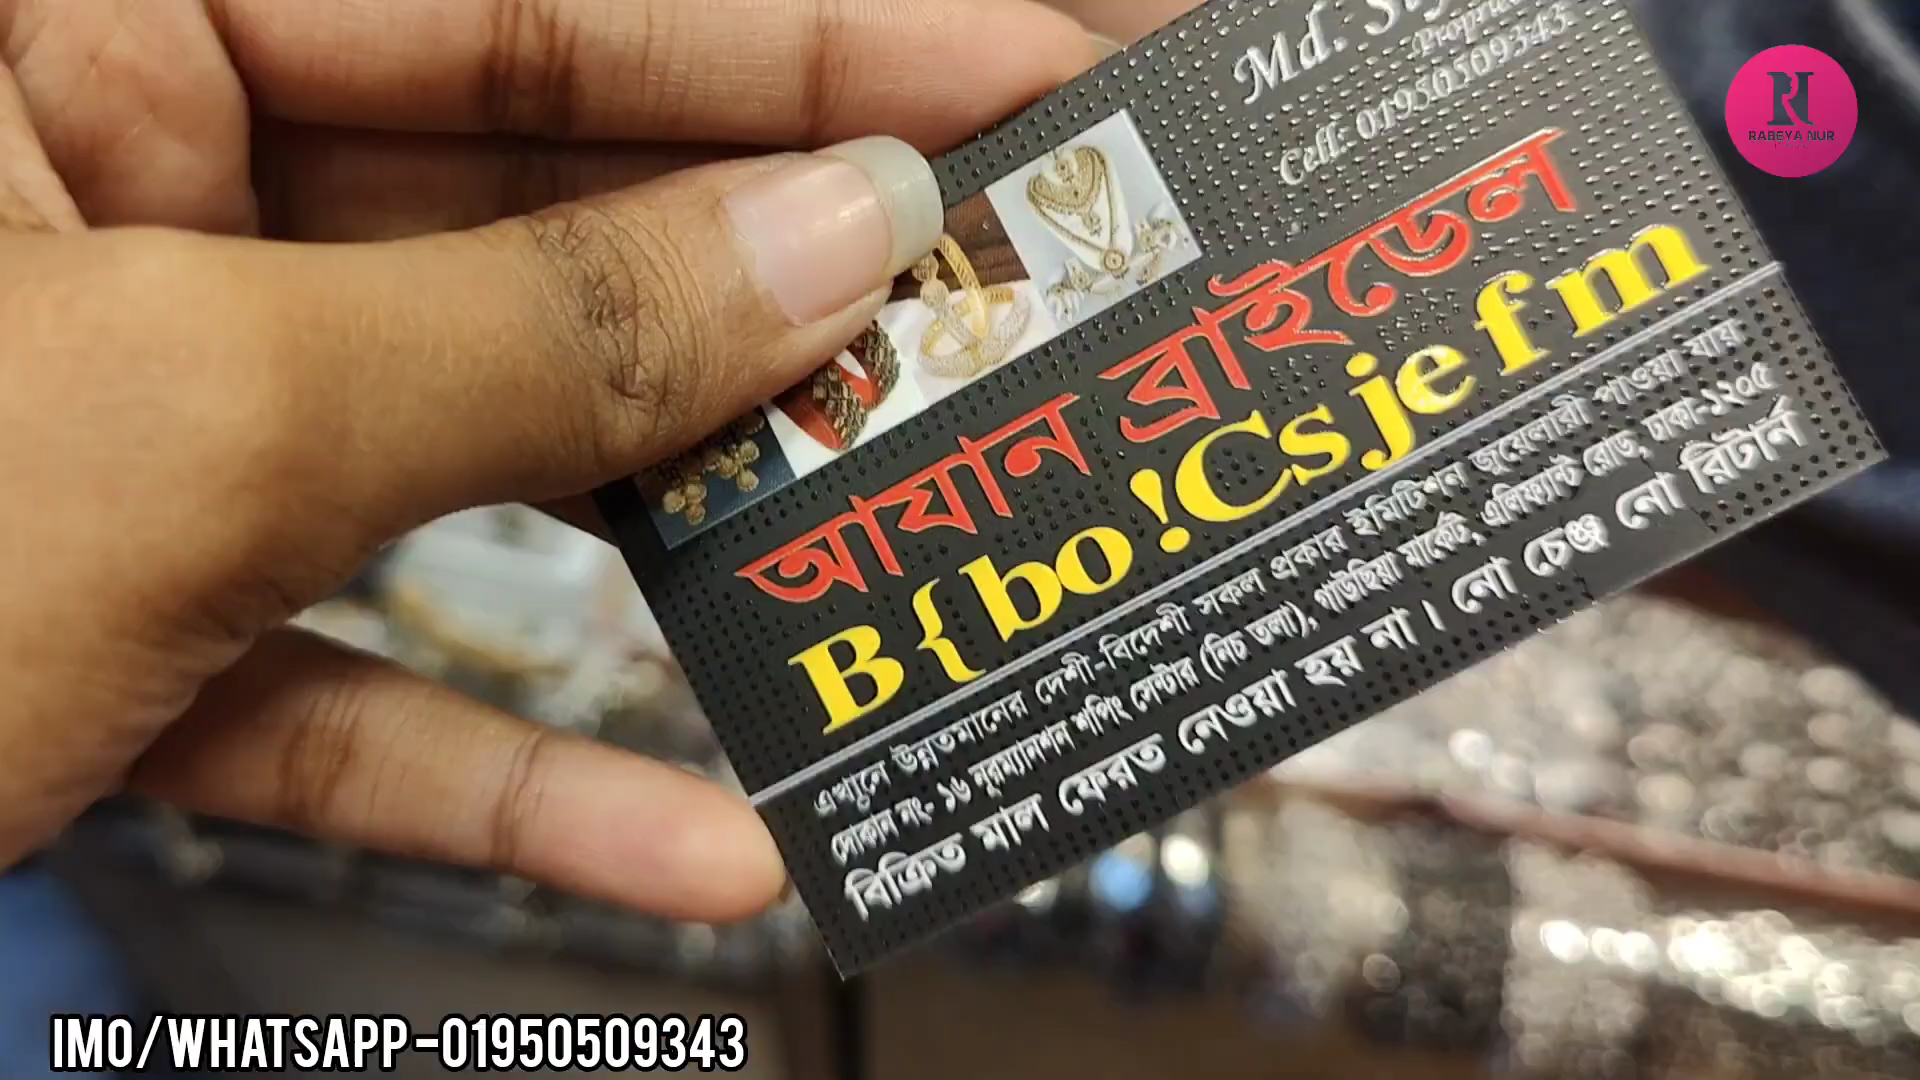 Md. 
Cell: 01950509343
আযান ব্রাইডেল
B{bo!Csjefm
এখানে উন্নতমানের দেশী-বিদেশী সকল প্রকার ইমিটিশন জুয়েলারী পাওয়া যায়
দোকান নং- ১৬ নূরম্যানশন শপিং সেন্টার (নিচ তলা), গাউছিয়া মার্কেট, এলিফ্যান্ট রোড, ঢাকা-১২০৫
বিক্রিত মাল ফেরত নেওয়া হয় না। নো চেঞ্জ নো রিটার্ন
RABEYA NUR
IMO/WHATSAPP-01950509343